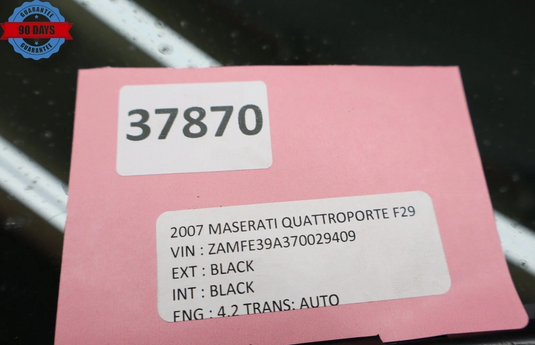 GUARANTEE
90 DAYS
GUARANTEE
37870
2007 MASERATI QUATTROPORTE F29
VIN : ZAMFE39A370029409
EXT : BLACK
INT : BLACK
ENG : 4.2 TRANS: AUTO